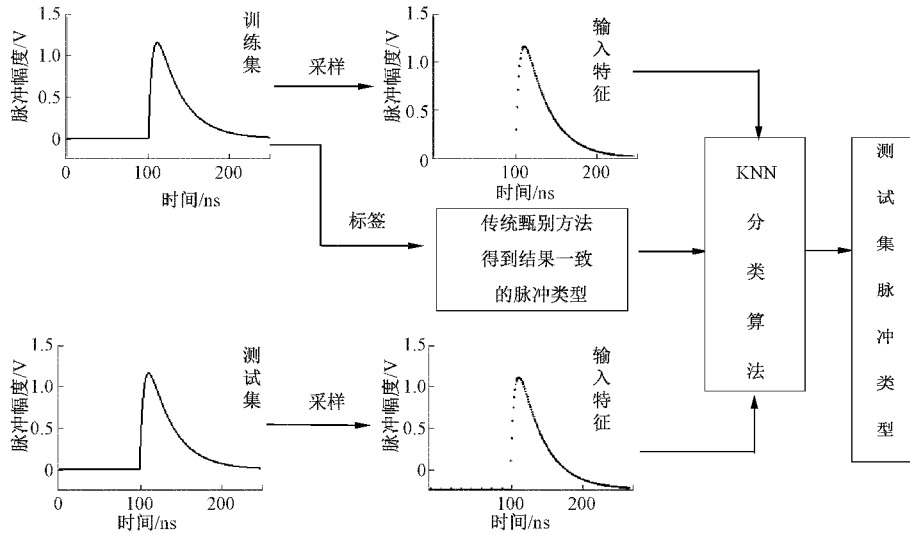 1.5
1.0
0.5
0
脉冲幅度/V
训练集
0
100
200
时间/ns
采样
1.5
1.0
0.5
0
脉冲幅度/V
输入特征
100
200
时间/ns
标签
传统甄别方法
得到结果一致
的脉冲类型
KNN
分类算法
测试集脉冲类型
1.5
1.0
0.5
0
脉冲幅度/V
测试集
0
100
200
时间/ns
采样
1.5
1.0
0.5
0
脉冲幅度/V
输入特征
100
200
时间/ns